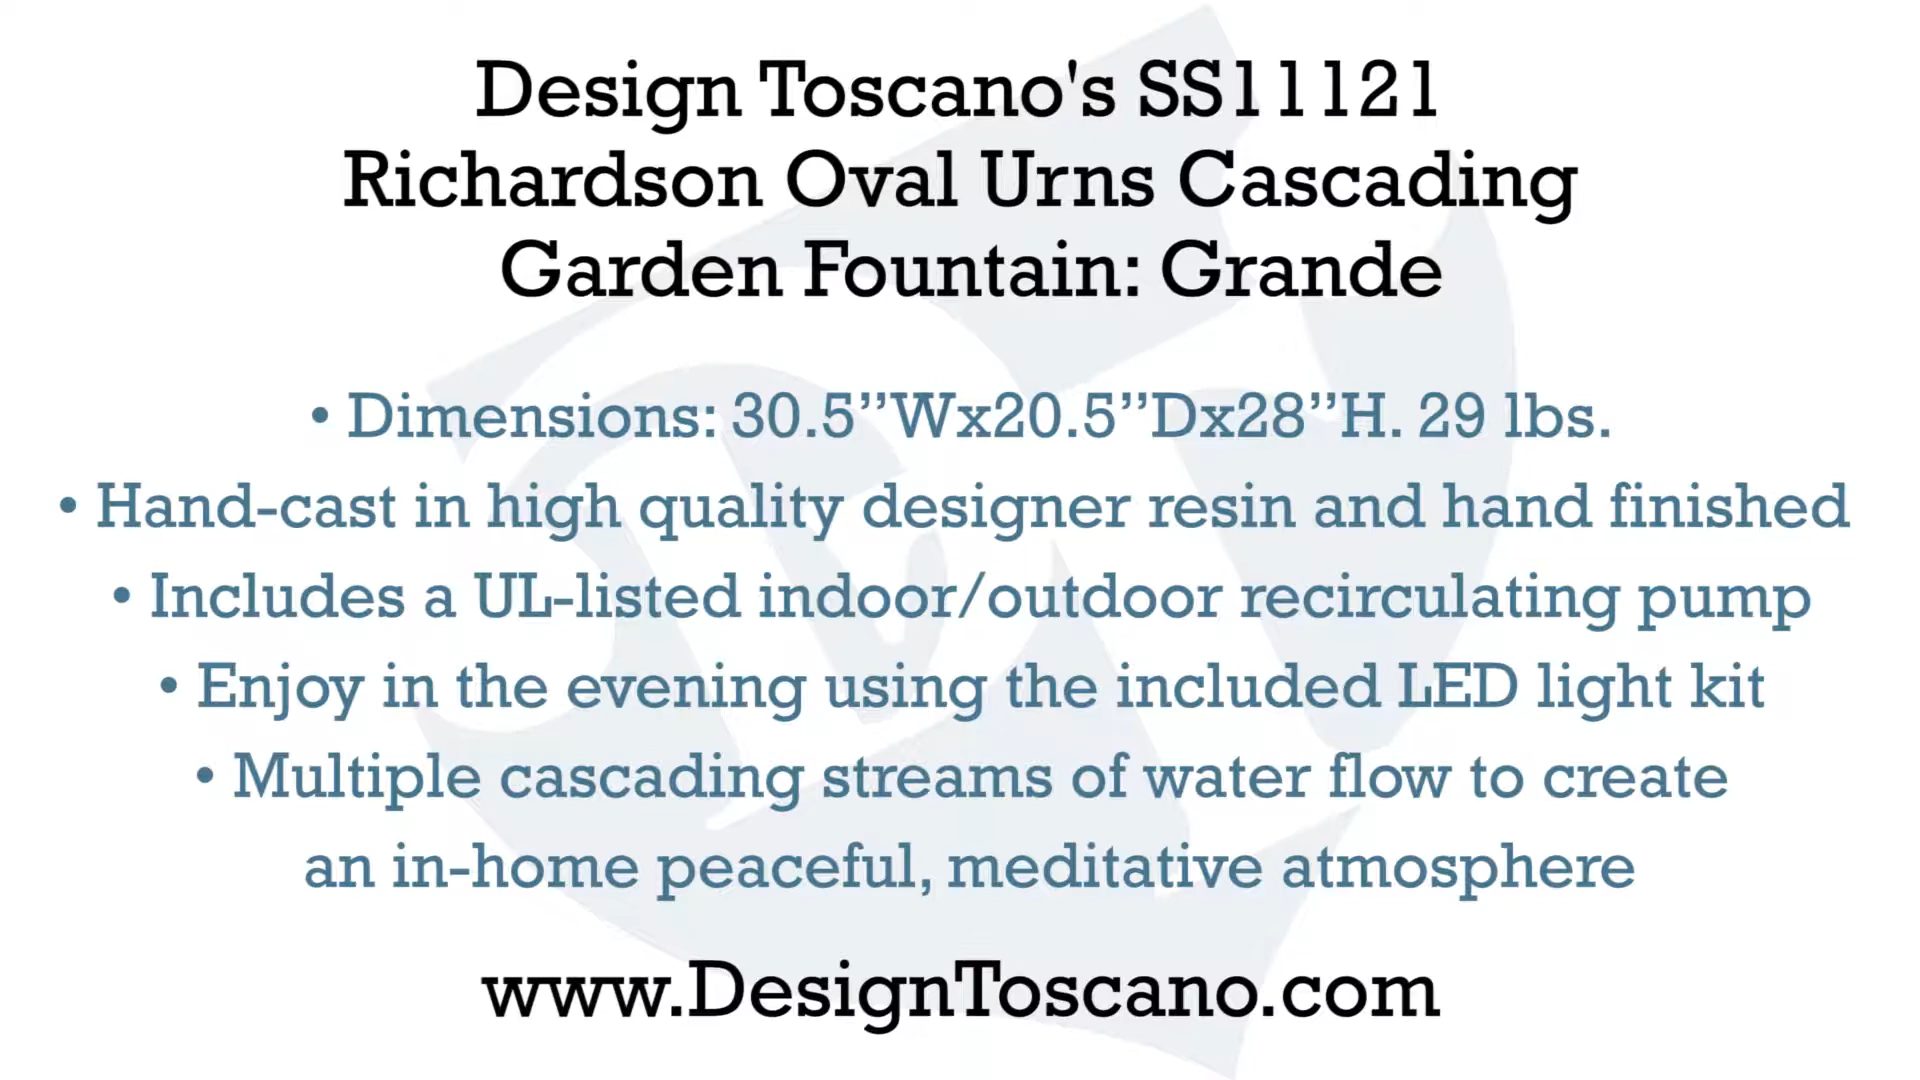 Design Toscano's SS11121
Richardson Oval Urns Cascading
Garden Fountain: Grande
• Dimensions: 30.5’’Wx20.5’’Dx28’’H. 29 lbs.
• Hand-cast in high quality designer resin and hand finished
• Includes a UL-listed indoor/outdoor recirculating pump
• Enjoy in the evening using the included LED light kit
• Multiple cascading streams of water flow to create
an in-home peaceful, meditative atmosphere
www.DesignToscano.com